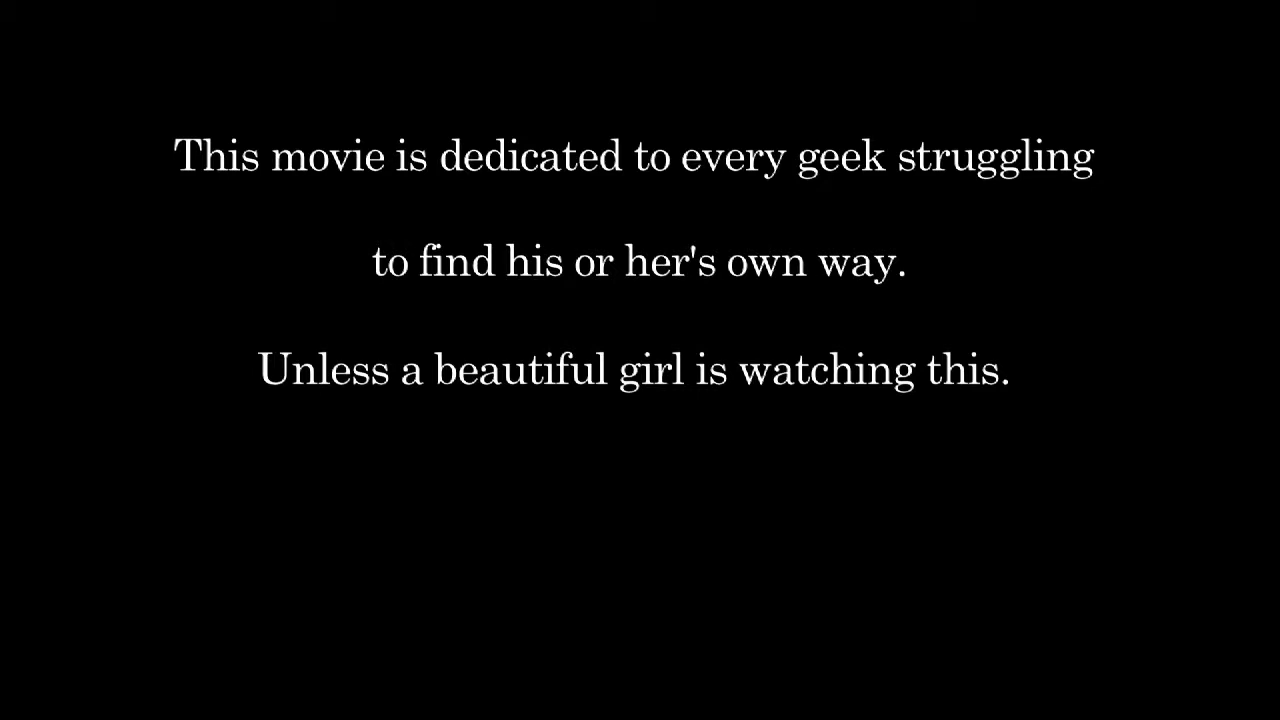 This movie is dedicated to every geek struggling
to find his or her's own way.
Unless a beautiful girl is watching this.